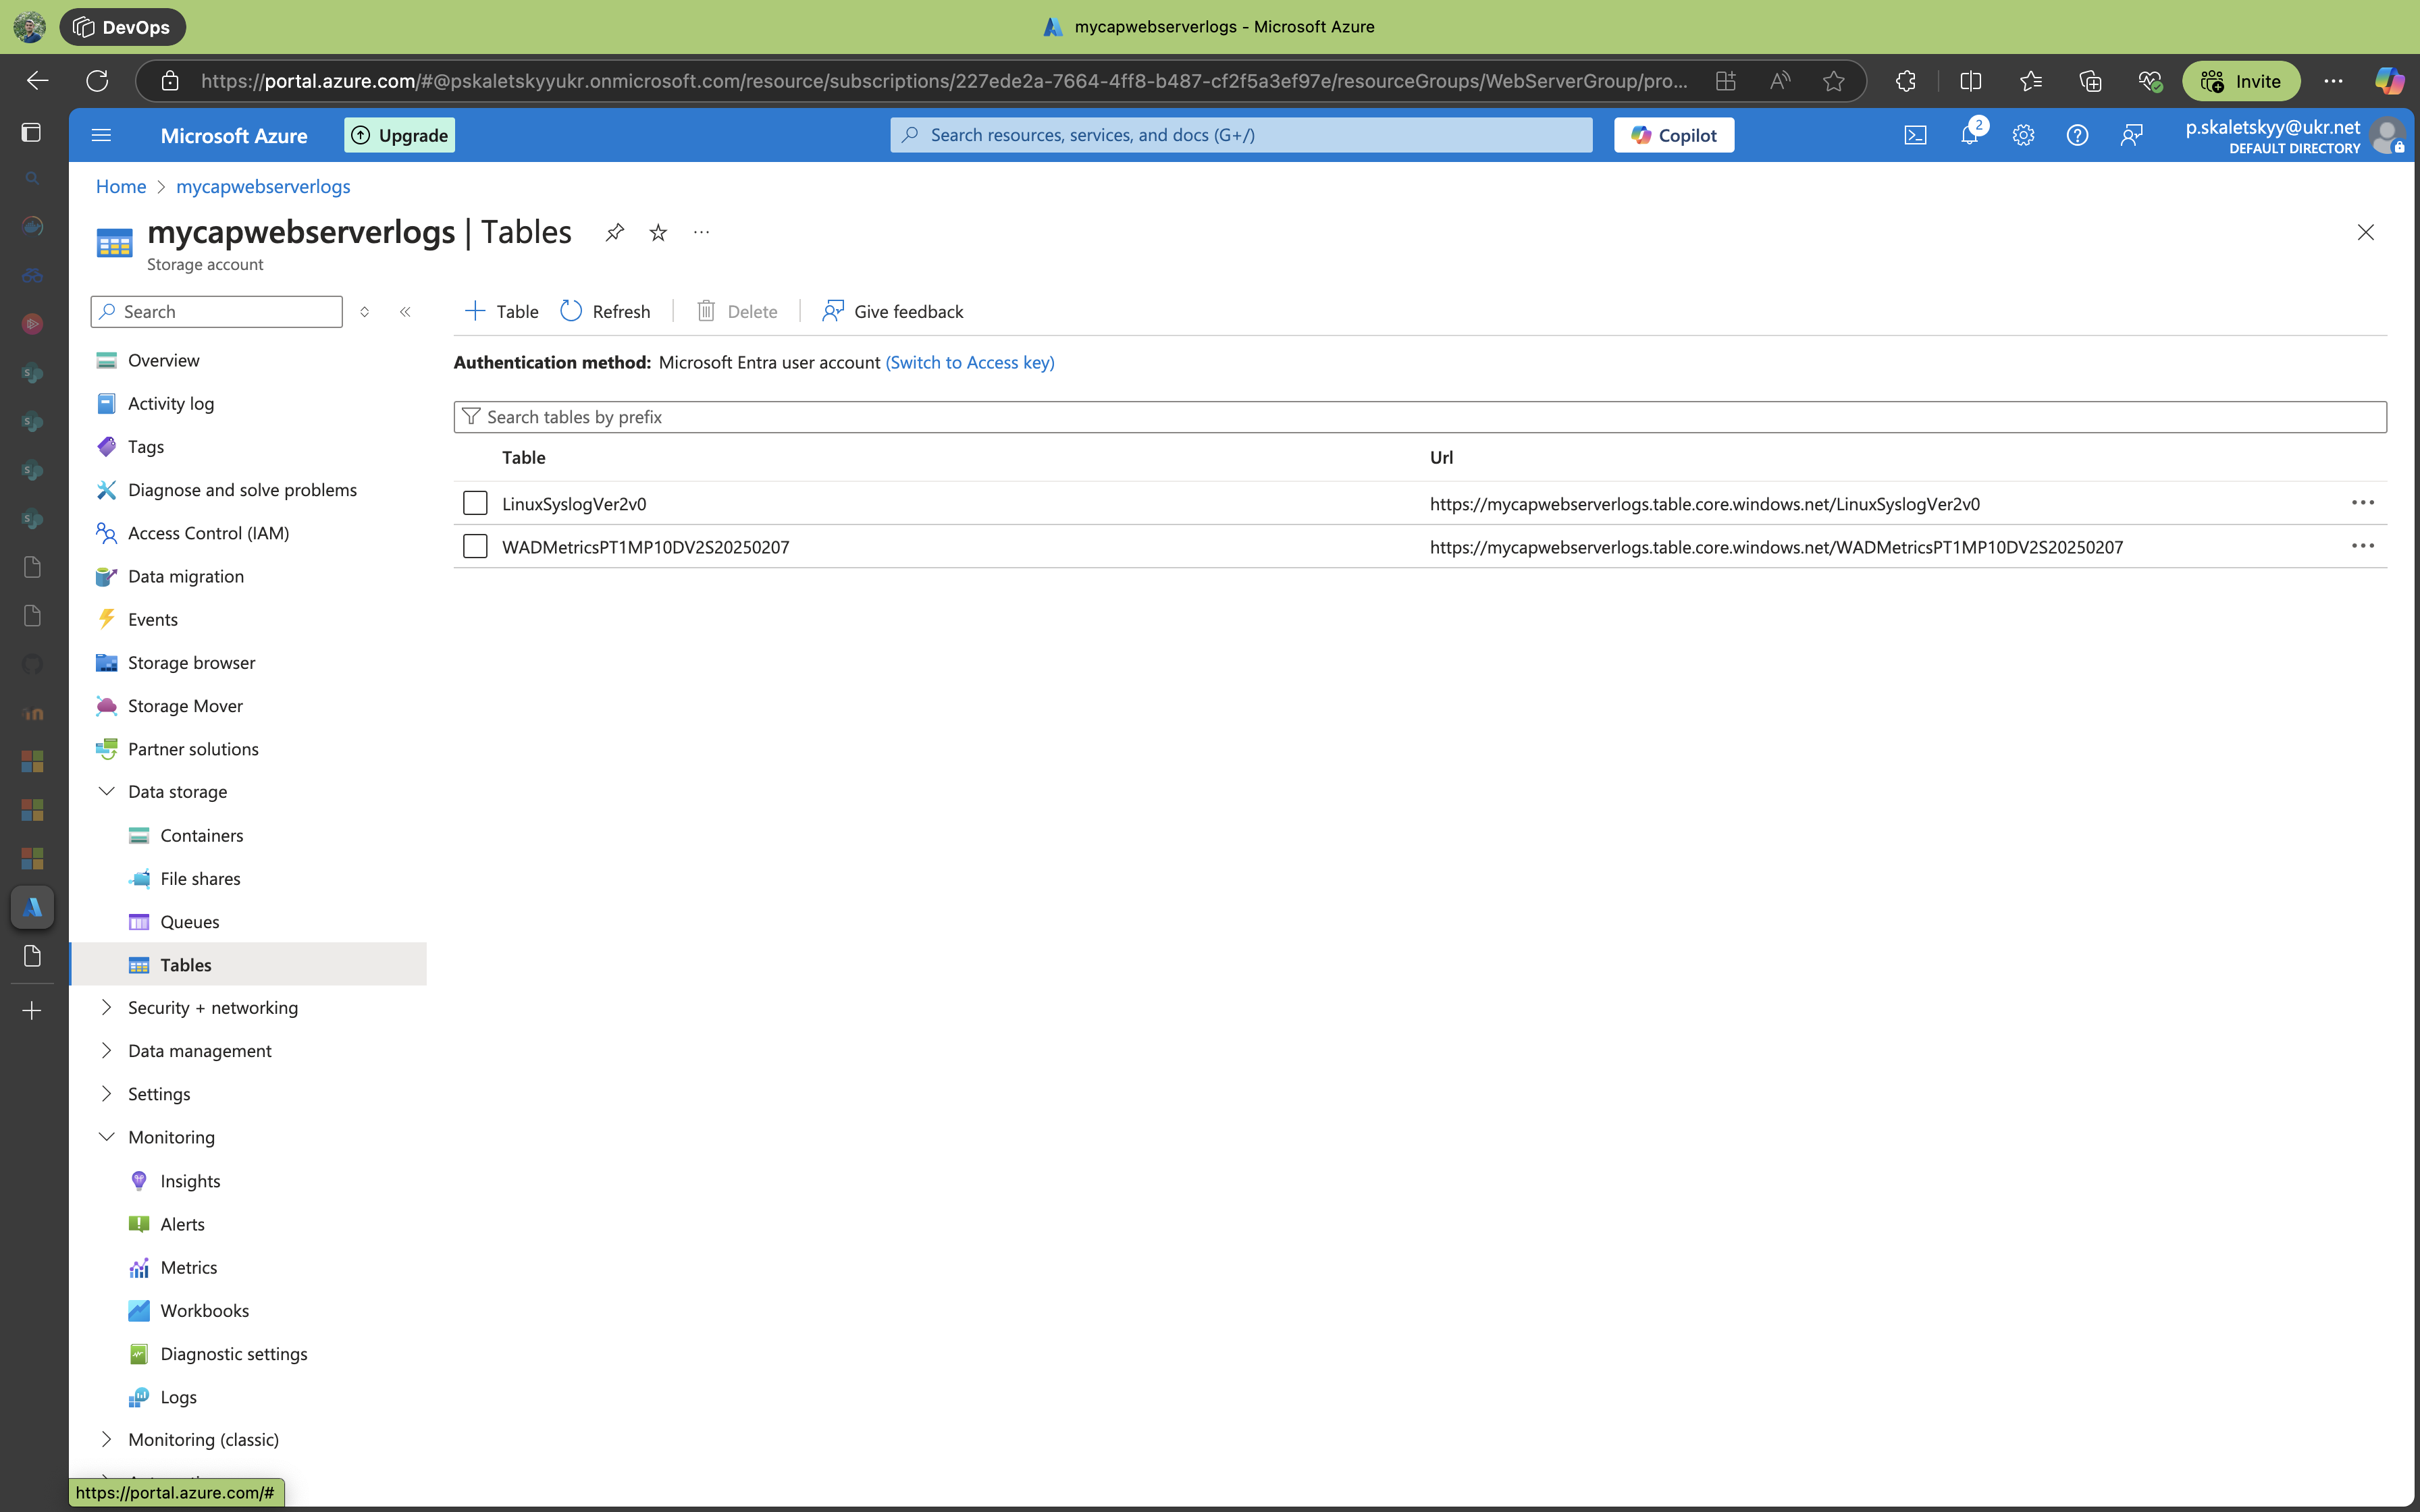 DevOps
mycapwebserverlogs - Microsoft Azure
https://portal.azure.com/#@pskaletskyyukr.onmicrosoft.com/resource/subscriptions/227ede2a-7664-4ff8-b487-cf2f5a3ef97e/resourceGroups/WebServerGroup/pro...
Invite
Microsoft Azure
Upgrade
Search resources, services, and docs (G+/)
Copilot
2
p.skaletskyy@ukr.net
DEFAULT DIRECTORY
Home > mycapwebserverlogs
mycapwebserverlogs | Tables
Storage account
Search
Table
Refresh
Delete
Give feedback
Authentication method: Microsoft Entra user account (Switch to Access key)
Search tables by prefix
Table Url
LinuxSyslogVer2v0 https://mycapwebserverlogs.table.core.windows.net/LinuxSyslogVer2v0
WADMetricsPT1MP10DV2S20250207 https://mycapwebserverlogs.table.core.windows.net/WADMetricsPT1MP10DV2S20250207
Overview
Activity log
Tags
Diagnose and solve problems
Access Control (IAM)
Data migration
Events
Storage browser
Storage Mover
Partner solutions
Data storage
Containers
File shares
Queues
Tables
Security + networking
Data management
Settings
Monitoring
Insights
Alerts
Metrics
Workbooks
Diagnostic settings
Logs
Monitoring (classic)
https://portal.azure.com/#